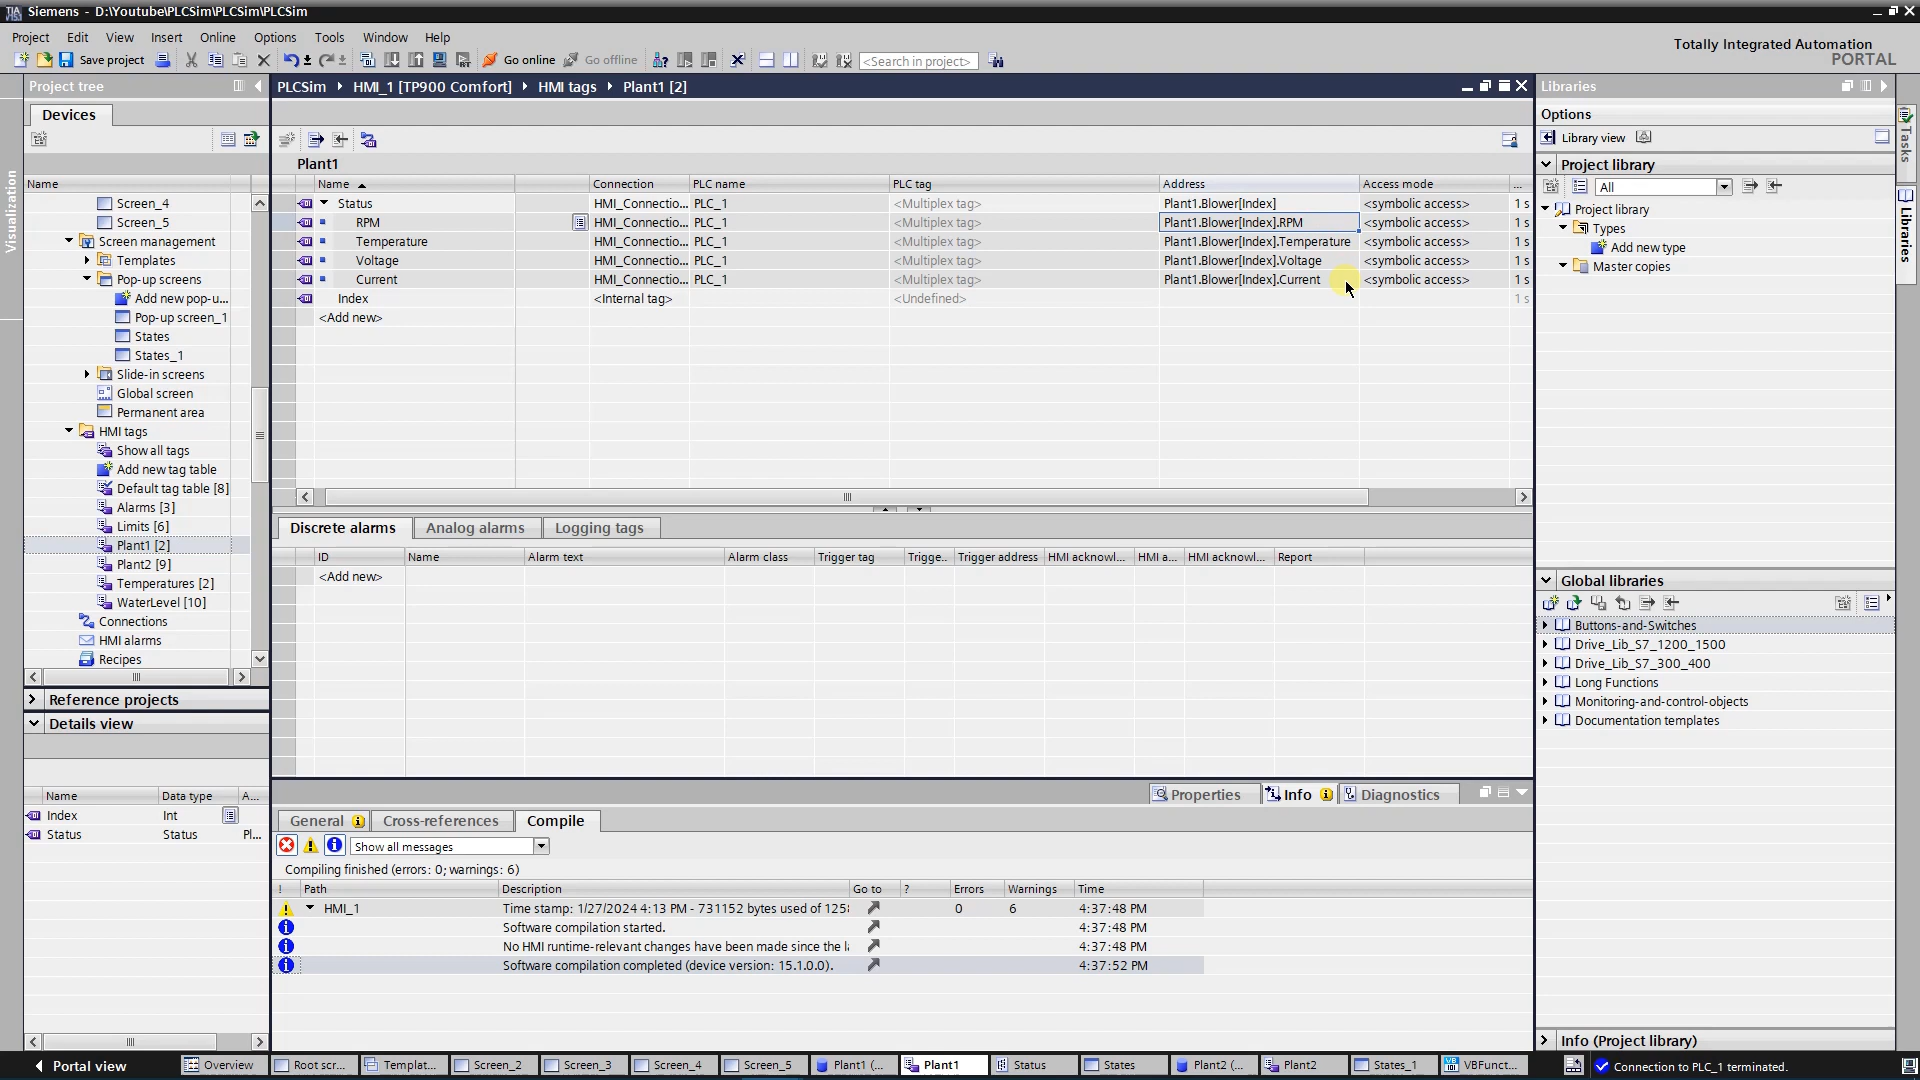 Siemens - D:\Youtube\PLCSim\PLCSim\PLCSim
Project Edit View Insert Online Options Tools Window Help
Totally Integrated Automation
PORTAL
Save project
Go online
Go offline
<Search in project>
Project tree
PLCSim HMI_1 [TP900 Comfort] HMI tags Plant1 [2]
Libraries
Devices
Options
Library view
Visualization
Tasks
Libraries
Name
Screen_4
Screen_5
Screen management
Templates
Pop-up screens
Add new pop-u...
Pop-up screen_1
States
States_1
Slide-in screens
Global screen
Permanent area
HMI tags
Show all tags
Add new tag table
Default tag table [8]
Alarms [3]
Limits [6]
Plant1 [2]
Plant2 [9]
Temperatures [2]
WaterLevel [10]
Connections
HMI alarms
Recipes
Reference projects
Details view
Name Data type A...
Index Int
Status Status Pl...
Plant1
Name Connection PLC name PLC tag Address Access mode ...
Status HMI_Connectio... PLC_1 <Multiplex tag> Plant1.Blower[Index] <symbolic access> 1 s
RPM HMI_Connectio... PLC_1 <Multiplex tag> Plant1.Blower[Index].RPM <symbolic access> 1 s
Temperature HMI_Connectio... PLC_1 <Multiplex tag> Plant1.Blower[Index].Temperature <symbolic access> 1 s
Voltage HMI_Connectio... PLC_1 <Multiplex tag> Plant1.Blower[Index].Voltage <symbolic access> 1 s
Current HMI_Connectio... PLC_1 <Multiplex tag> Plant1.Blower[Index].Current <symbolic access> 1 s
Index <Internal tag> <Undefined> 1 s
<Add new>
Discrete alarms Analog alarms Logging tags
ID Name Alarm text Alarm class Trigger tag Trigge.. Trigger address HMI acknowl... HMI a... HMI acknowl... Report
<Add new>
Properties Info Diagnostics
General Cross-references Compile
Show all messages
Compiling finished (errors: 0; warnings: 6)
! Path Description Go to ? Errors Warnings Time
HMI_1 Time stamp: 1/27/2024 4:13 PM - 731152 bytes used of 125 0 6 4:37:48 PM
Software compilation started. 4:37:48 PM
No HMI runtime-relevant changes have been made since the 4:37:48 PM
Software compilation completed (device version: 15.1.0.0). 4:37:52 PM
Project library
All
Project library
Types
Add new type
Master copies
Global libraries
Buttons-and-Switches
Drive_Lib_S7_1200_1500
Drive_Lib_S7_300_400
Long Functions
Monitoring-and-control-objects
Documentation templates
Info (Project library)
Portal view Overview Root scr... Templat... Screen_2 Screen_3 Screen_4 Screen_5 Plant1 (... Plant1 Status States Plant2 (... Plant2 States_1 VBFunct...
Connection to PLC_1 terminated.